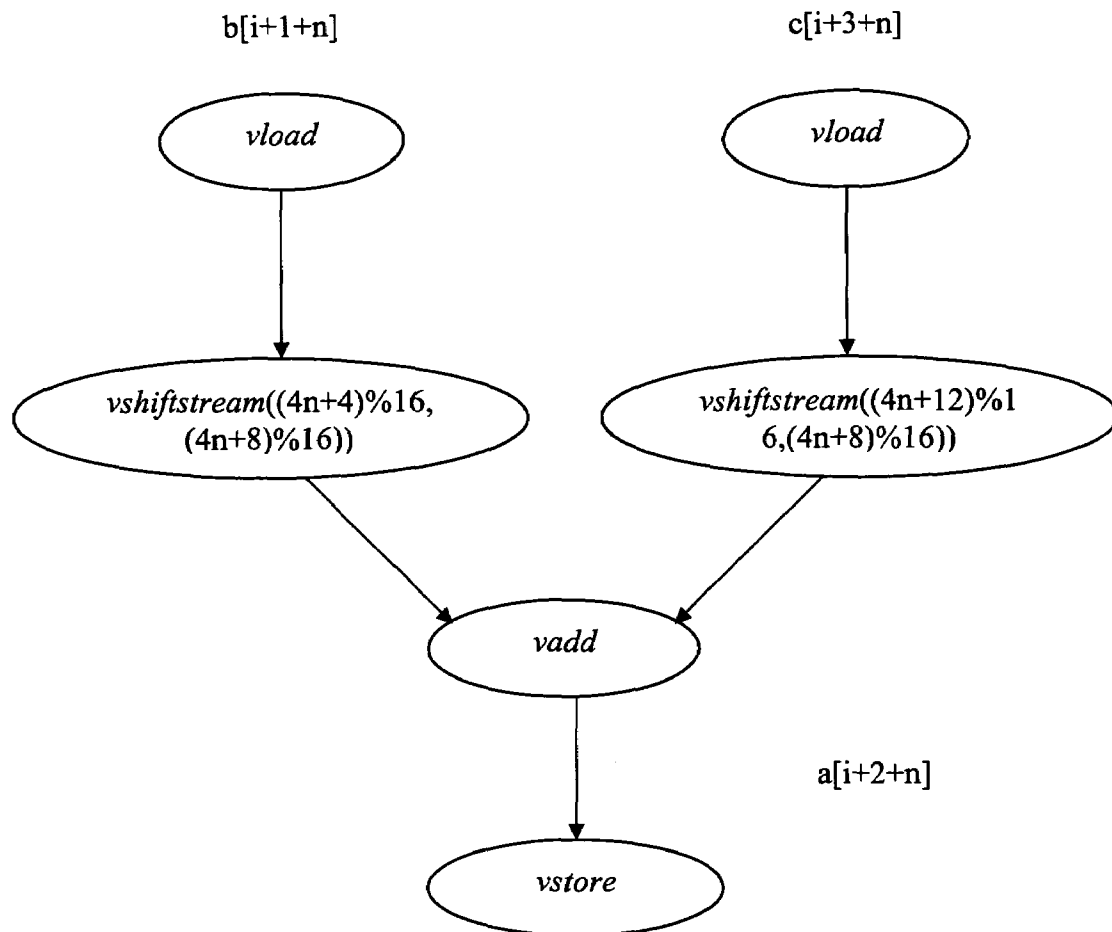 b[i+1+n]
c[i+3+n]
vload
vload
vshiftstream((4n+4)%16,
(4n+8)%16))
vshiftstream((4n+12)%1
6,(4n+8)%16))
vadd
a[i+2+n]
vstore